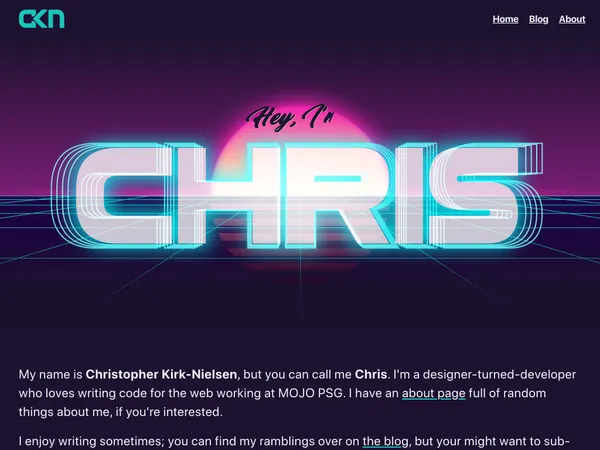 CKN
Home Blog About
Hey, I'm
CHRIS
My name is Christopher Kirk-Nielsen, but you can call me Chris. I'm a designer-turned-developer
who loves writing code for the web working at MOJO PSG. I have an about page full of random
things about me, if you're interested.
I enjoy writing sometimes; you can find my ramblings over on the blog, but your might want to sub-